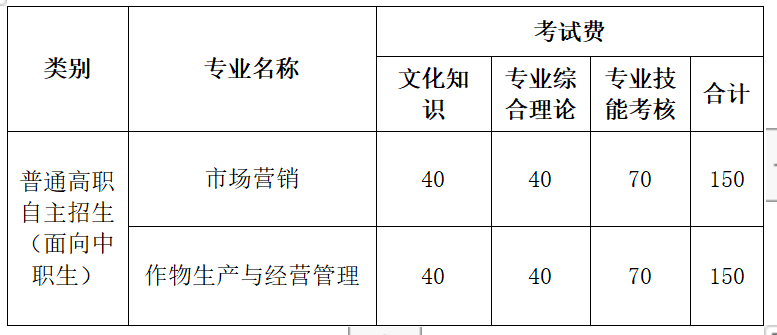 类别
专业名称
考试费
文化知
识
专业综
合理论
专业技
能考核
合计
普通高职
自主招生
（面向中
职生）
市场营销
40
40
70
150
作物生产与经营管理
40
40
70
150